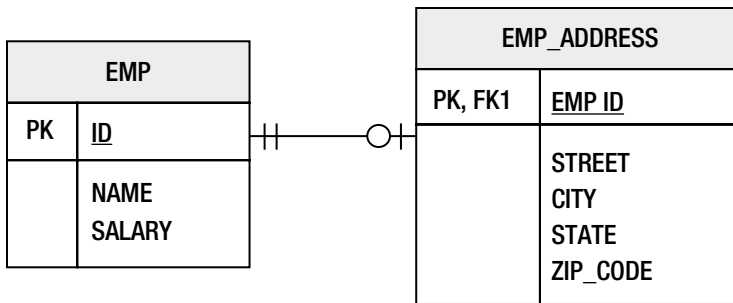 EMP
PK ID
NAME
SALARY
EMP_ADDRESS
PK, FK1 EMP ID
STREET
CITY
STATE
ZIP_CODE